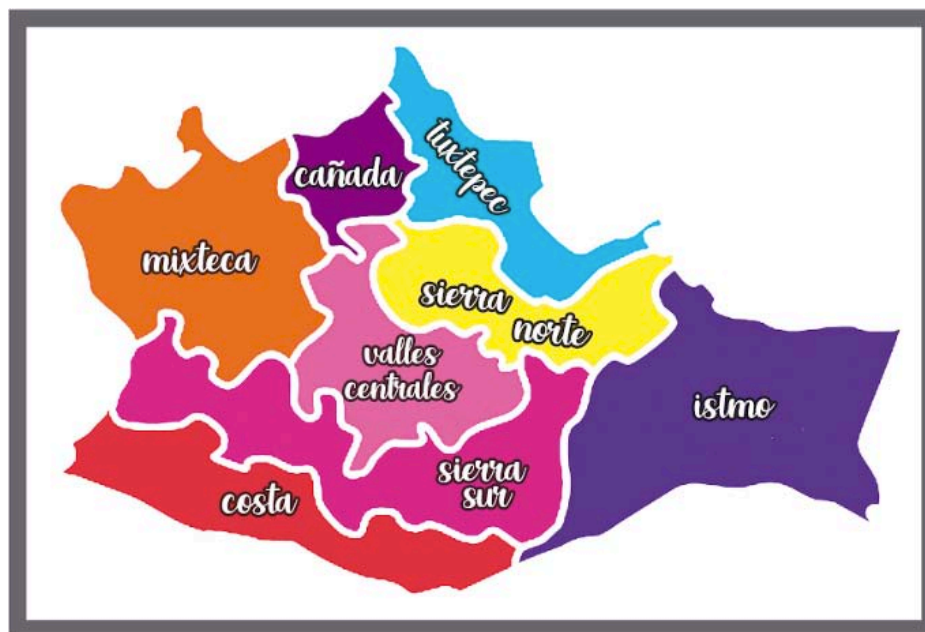 cañada
tuxtepec
mixteca
sierra
norte
valles
centrales
istmo
sierra
sur
costa